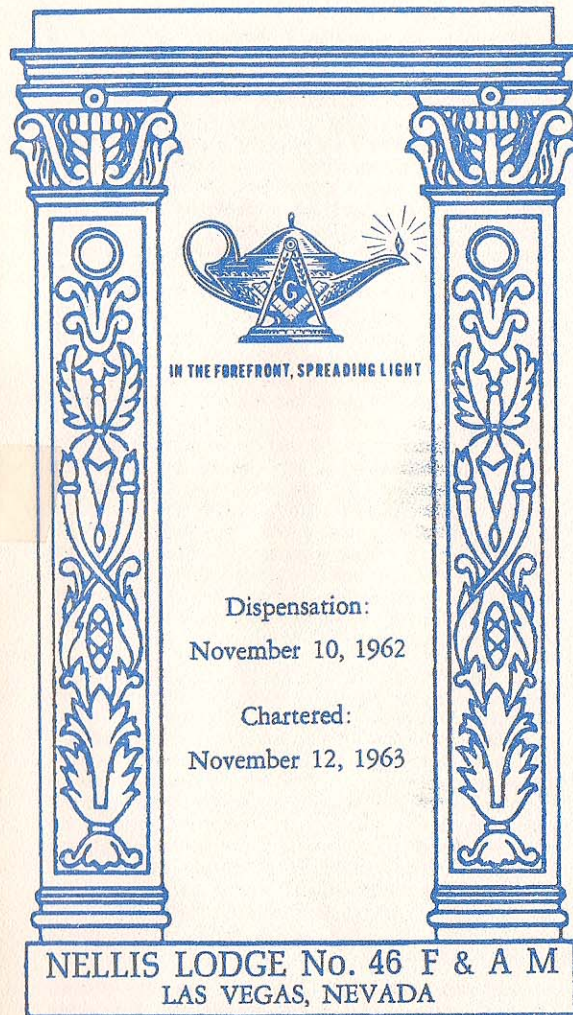 G
IN THE FOREFRONT, SPREADING LIGHT
Dispensation:
November 10, 1962
Chartered:
November 12, 1963
NELLIS LODGE No. 46 F & A M
LAS VEGAS, NEVADA